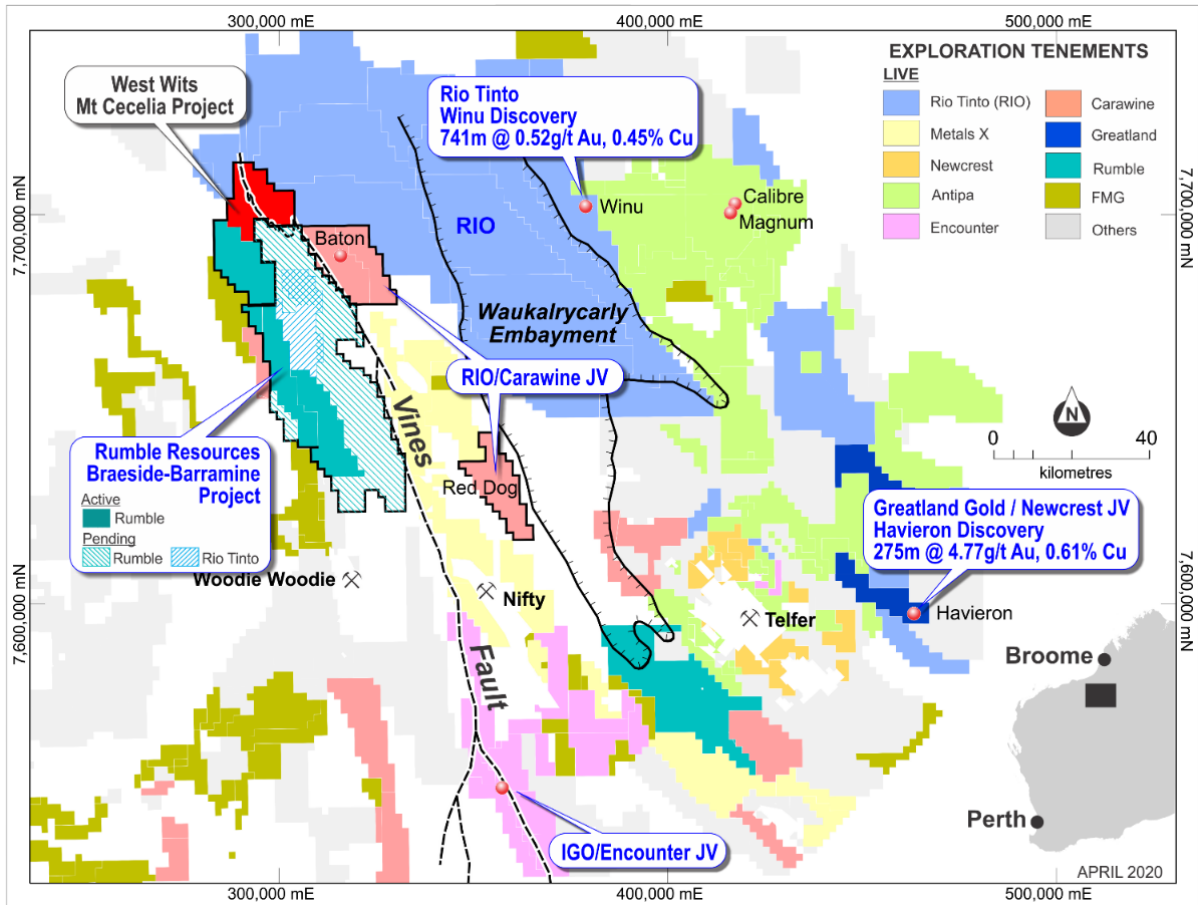 300,000 mE
400,000 mE
500,000 mE
7,700,000 mN
7,600,000 mN
West Wits
Mt Cecelia Project
Rio Tinto
Winu Discovery
741m @ 0.52g/t Au, 0.45% Cu
EXPLORATION TENEMENTS
LIVE
Rio Tinto (RIO)
Metals X
Newcrest
Antipa
Encounter
Carawine
Greatland
Rumble
FMG
Others
7,700,000 mN
RIO
Winu
Calibre
Magnum
Baton
Waukalrycarly
Embayment
RIO/Carawine JV
Vines
N
0 40
kilometres
Rumble Resources
Braeside-Barramine
Project
Active
Rumble
Pending
Rumble
Rio Tinto
Red Dog
Greatland Gold / Newcrest JV
Havieron Discovery
275m @ 4.77g/t Au, 0.61% Cu
Woodie Woodie
Nifty
Telfer
Havieron
7,600,000 mN
Fault
Broome
Perth
IGO/Encounter JV
APRIL 2020
300,000 mE
400,000 mE
500,000 mE